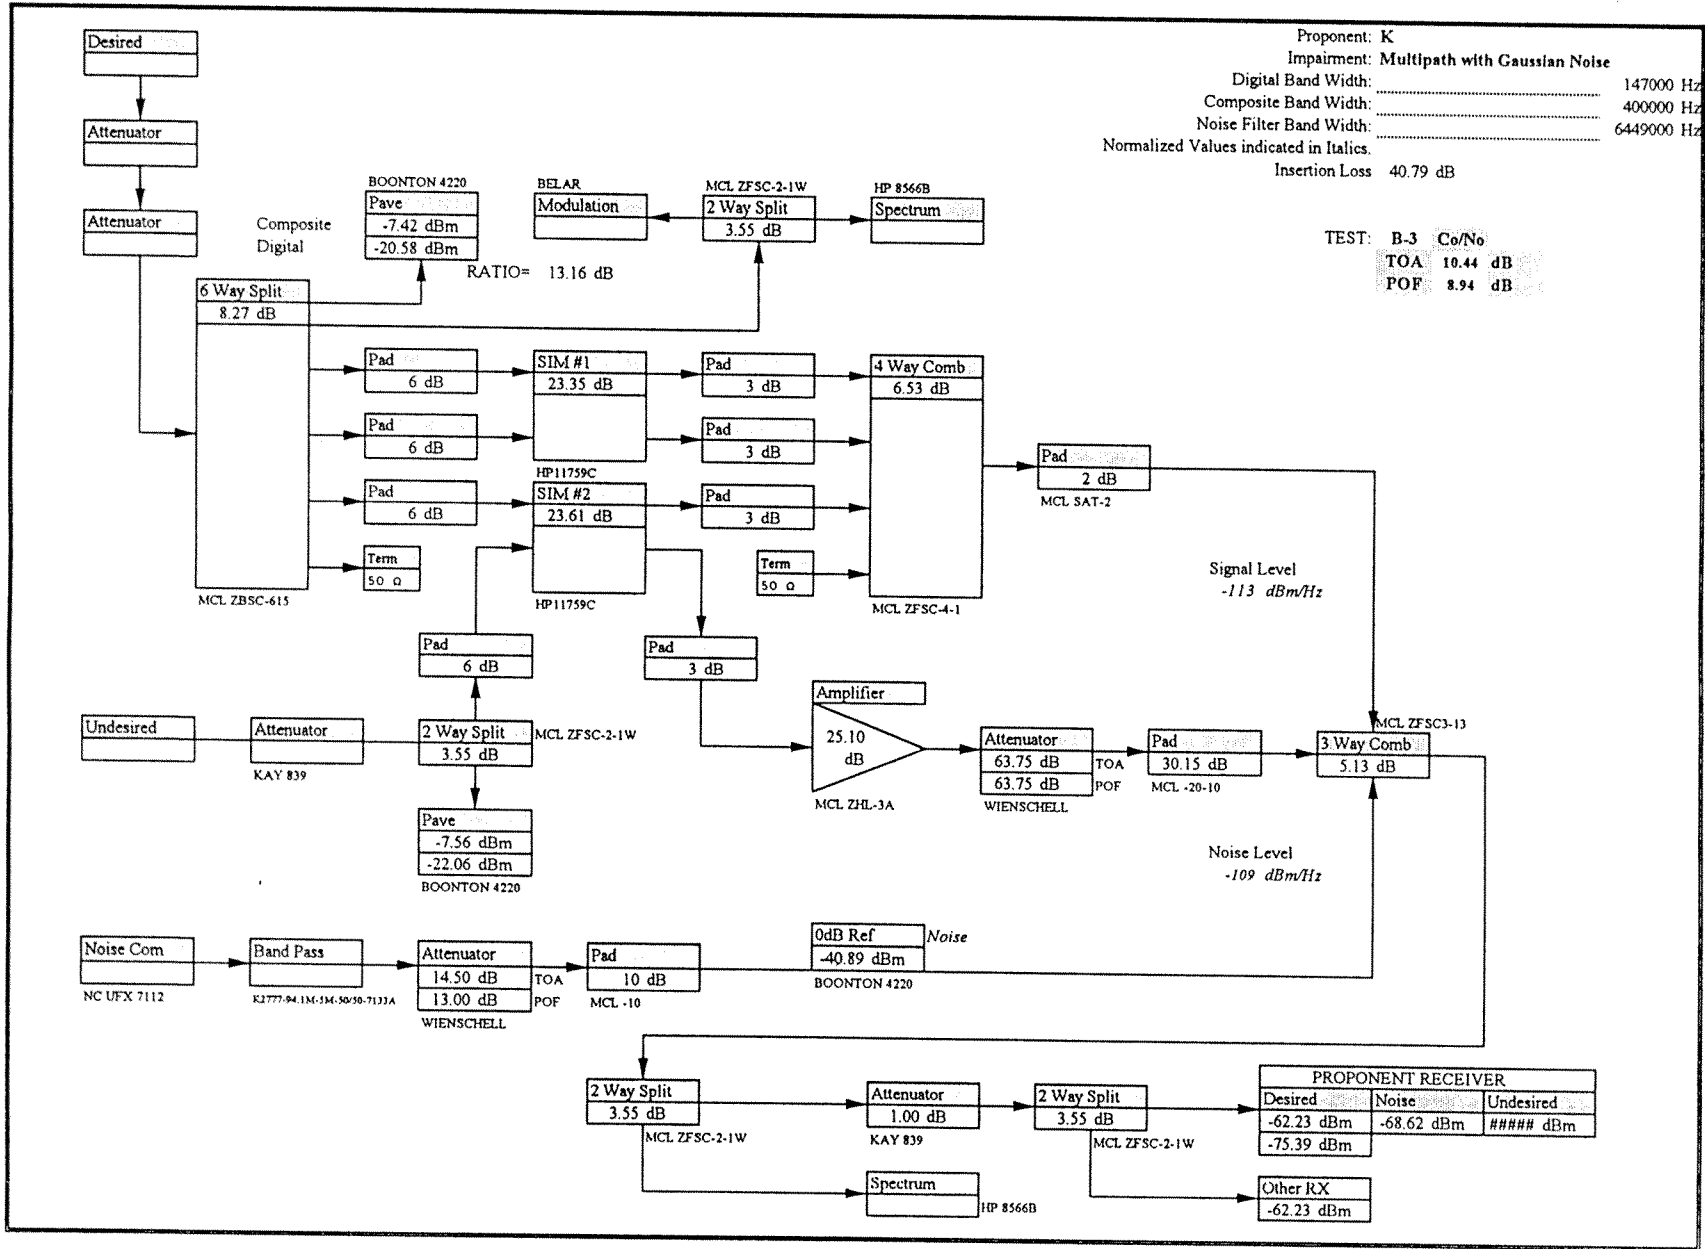 Proponent: K
Impairment: Multipath with Gaussian Noise
Digital Band Width: 147000 Hz
Composite Band Width: 400000 Hz
Noise Filter Band Width: 6449000 Hz
Normalized Values indicated in Italics.
Insertion Loss 40.79 dB
TEST: B-3 Co/No
TOA 10.44 dB
POF 8.94 dB
Desired
Attenuator
Attenuator
Composite
Digital
BOONTON 4220
Pave
-7.42 dBm
-20.58 dBm
RATIO= 13.16 dB
BELAR
Modulation
MCL ZFSC-2-1W
2 Way Split
3.55 dB
HP 8566B
Spectrum
6 Way Split
8.27 dB
MCL ZBSC-615
Pad
6 dB
SIM #1
23.35 dB
HP11759C
Pad
3 dB
4 Way Comb
6.53 dB
MCL ZFSC-4-1
Pad
6 dB
Pad
3 dB
Pad
6 dB
SIM #2
23.61 dB
HP11759C
Pad
3 dB
Term
50 Ω
Term
50 Ω
Pad
2 dB
MCL SAT-2
Signal Level
-113 dBm/Hz
Pad
6 dB
Pad
3 dB
Undesired
Attenuator
KAY 839
2 Way Split
3.55 dB
MCL ZFSC-2-1W
Pave
-7.56 dBm
-22.06 dBm
BOONTON 4220
Amplifier
25.10
dB
MCL ZHL-3A
Attenuator
63.75 dB TOA
63.75 dB POF
WIENSCHELL
Pad
30.15 dB
MCL -20-10
MCL ZFSC3-13
3 Way Comb
5.13 dB
Noise Level
-109 dBm/Hz
Noise Com
NC UFX 7112
Band Pass
K2777-94.1M-5M-50/50-7133A
Attenuator
14.50 dB TOA
13.00 dB POF
WIENSCHELL
Pad
10 dB
MCL -10
0dB Ref Noise
-40.89 dBm
BOONTON 4220
2 Way Split
3.55 dB
MCL ZFSC-2-1W
Attenuator
1.00 dB
KAY 839
2 Way Split
3.55 dB
MCL ZFSC-2-1W
Spectrum
HP 8566B
PROPONENT RECEIVER
Desired Noise Undesired
-62.23 dBm -68.62 dBm ##### dBm
-75.39 dBm
Other RX
-62.23 dBm